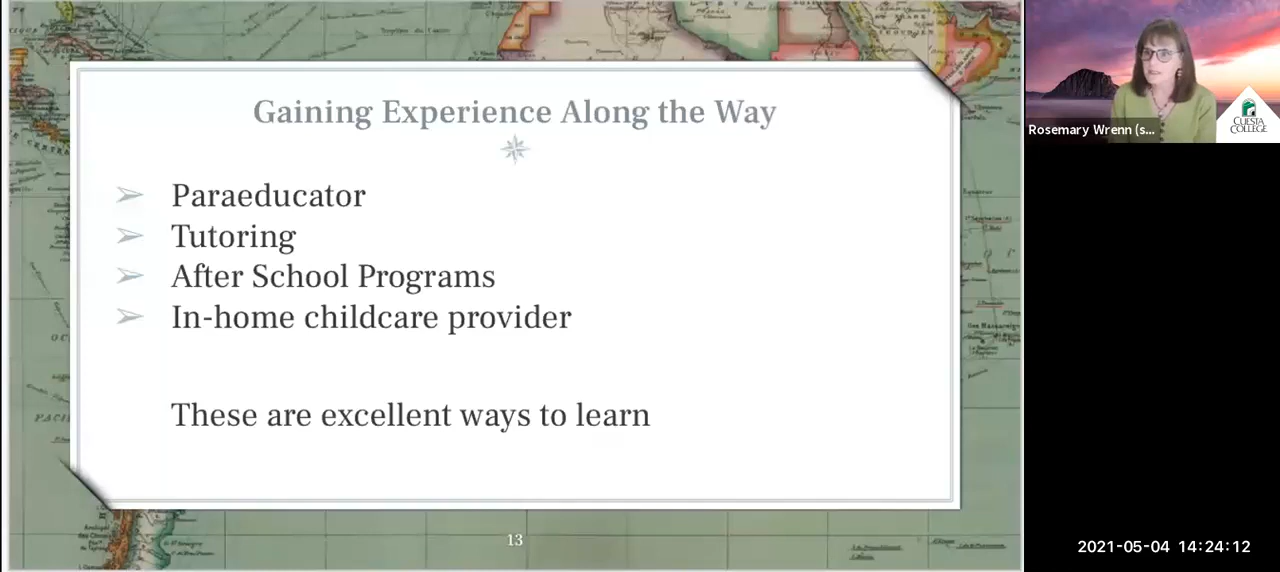 Gaining Experience Along the Way
Paraeducator
Tutoring
After School Programs
In-home childcare provider
These are excellent ways to learn
13
Rosemary Wrenn (s...
CUESTA
COLLEGE
2021-05-04 14:24:12